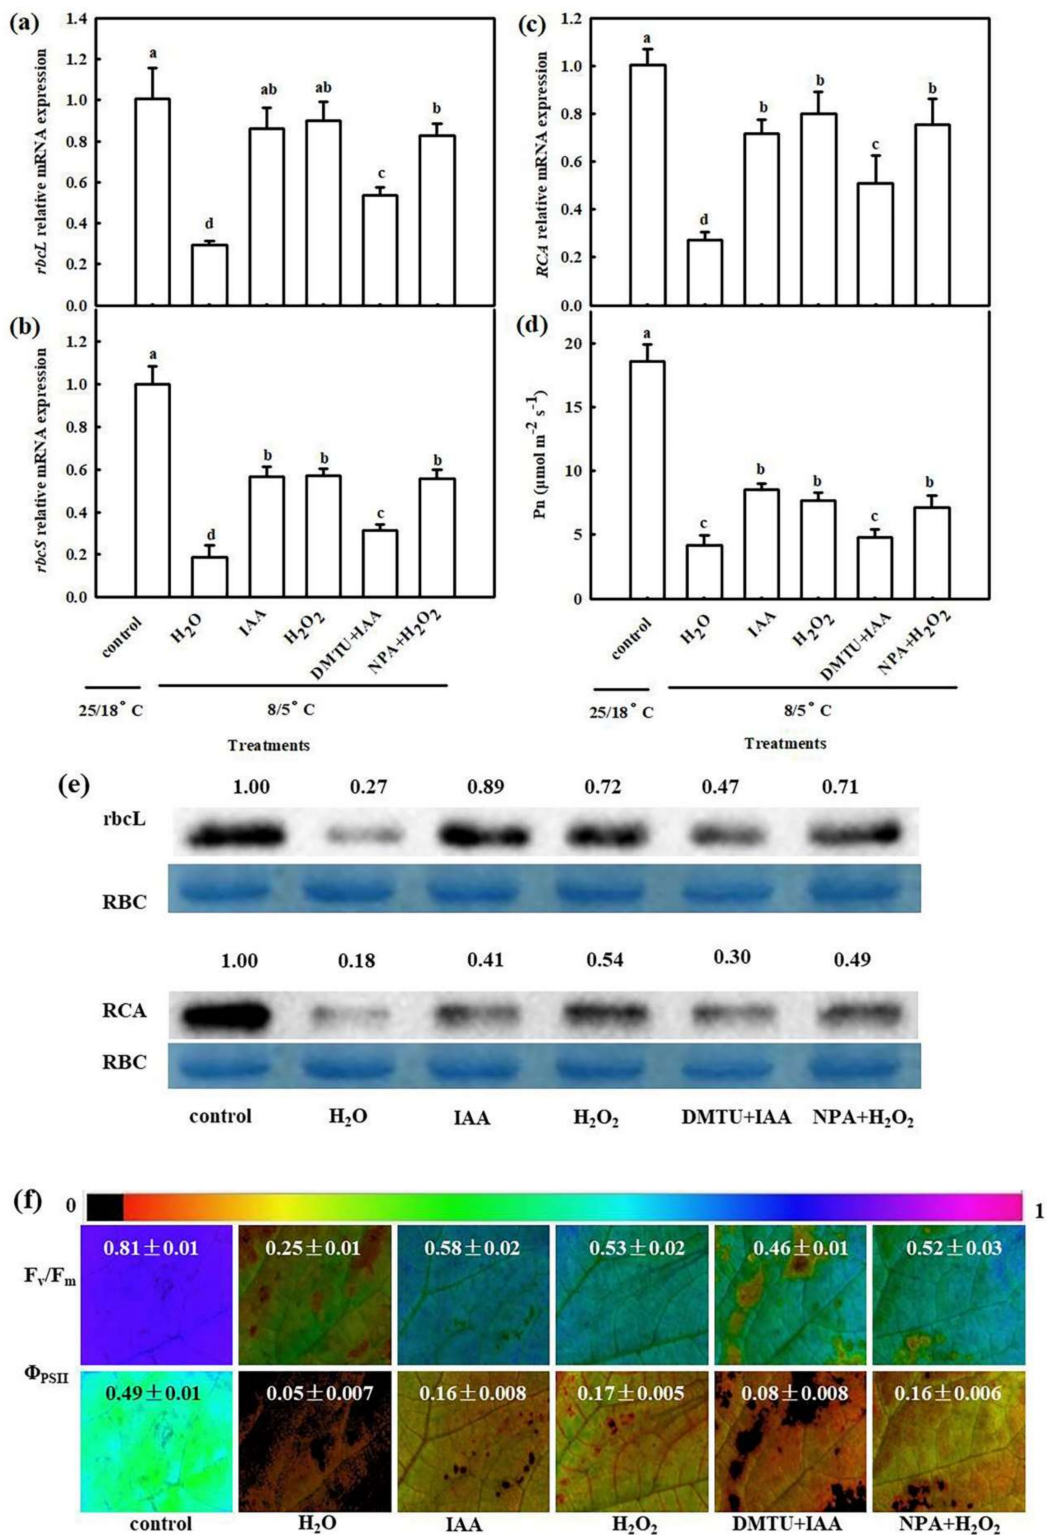 (a)
rbcL relative mRNA expression
1.4
1.2
1.0
0.8
0.6
0.4
0.2
0.0
a
d
ab
ab
c
b
(b)
rbcS relative mRNA expression
1.2
1.0
0.8
0.6
0.4
0.2
0.0
a
d
b
b
c
b
control
H₂O
IAA
H₂O₂
DMTU+IAA
NPA+H₂O₂
25/18° C
8/5° C
Treatments
(c)
RCA relative mRNA expression
1.2
1.0
0.8
0.6
0.4
0.2
0.0
a
d
b
b
c
b
(d)
Pn (μmol m⁻² s⁻¹)
20
15
10
5
0
a
c
b
b
c
b
control
H₂O
IAA
H₂O₂
DMTU+IAA
NPA+H₂O₂
25/18° C
8/5° C
Treatments
(e)
1.00 0.27 0.89 0.72 0.47 0.71
rbcL
RBC
1.00 0.18 0.41 0.54 0.30 0.49
RCA
RBC
control H₂O IAA H₂O₂ DMTU+IAA NPA+H₂O₂
(f)
0 1
Fᵥ/Fₘ 0.81±0.01 0.25±0.01 0.58±0.02 0.53±0.02 0.46±0.01 0.52±0.03
Φ_PSII 0.49±0.01 0.05±0.007 0.16±0.008 0.17±0.005 0.08±0.008 0.16±0.006
control H₂O IAA H₂O₂ DMTU+IAA NPA+H₂O₂